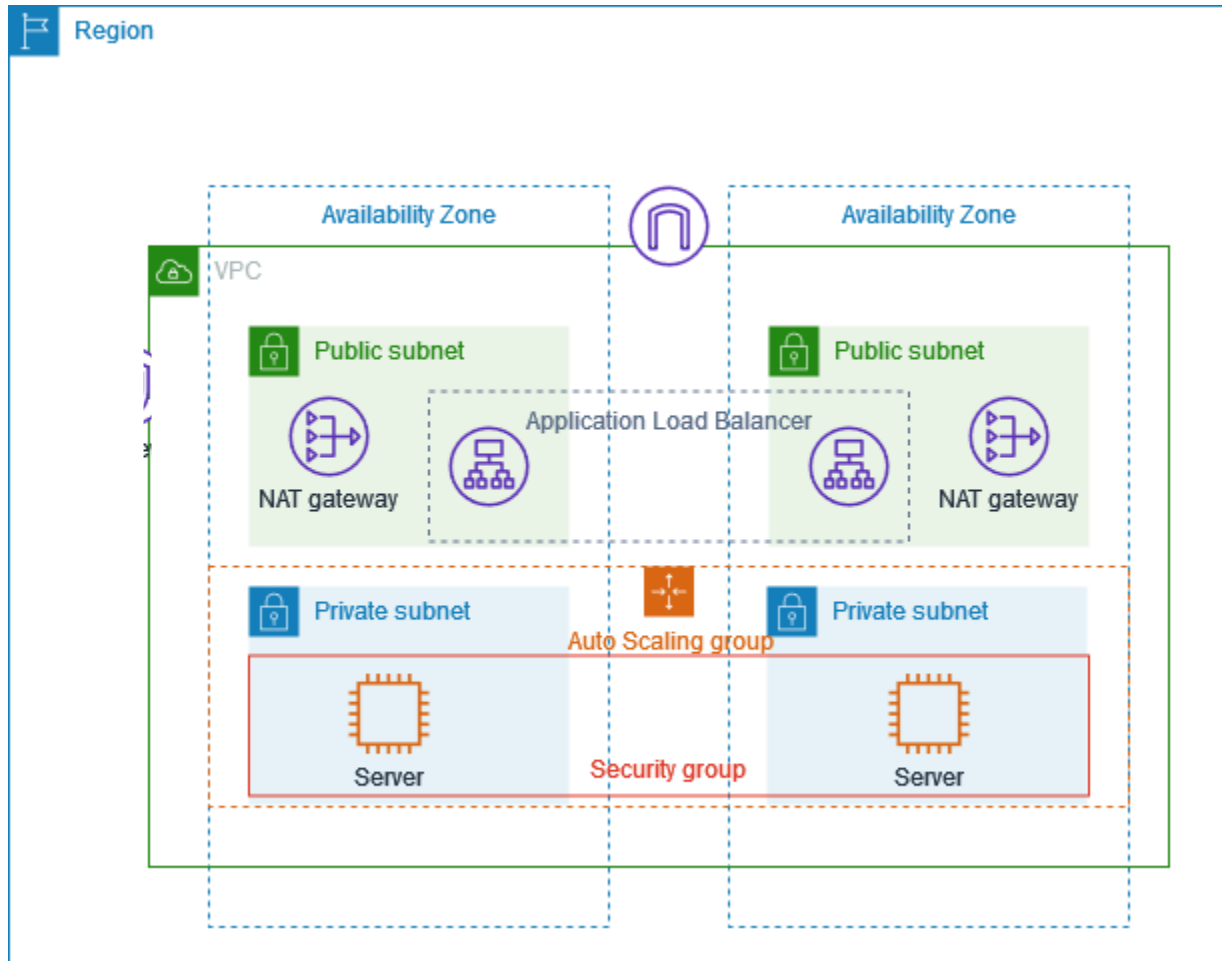 Region
Availability Zone
Availability Zone
VPC
Public subnet
Public subnet
Application Load Balancer
NAT gateway
NAT gateway
Private subnet
Private subnet
Auto Scaling group
Security group
Server
Server